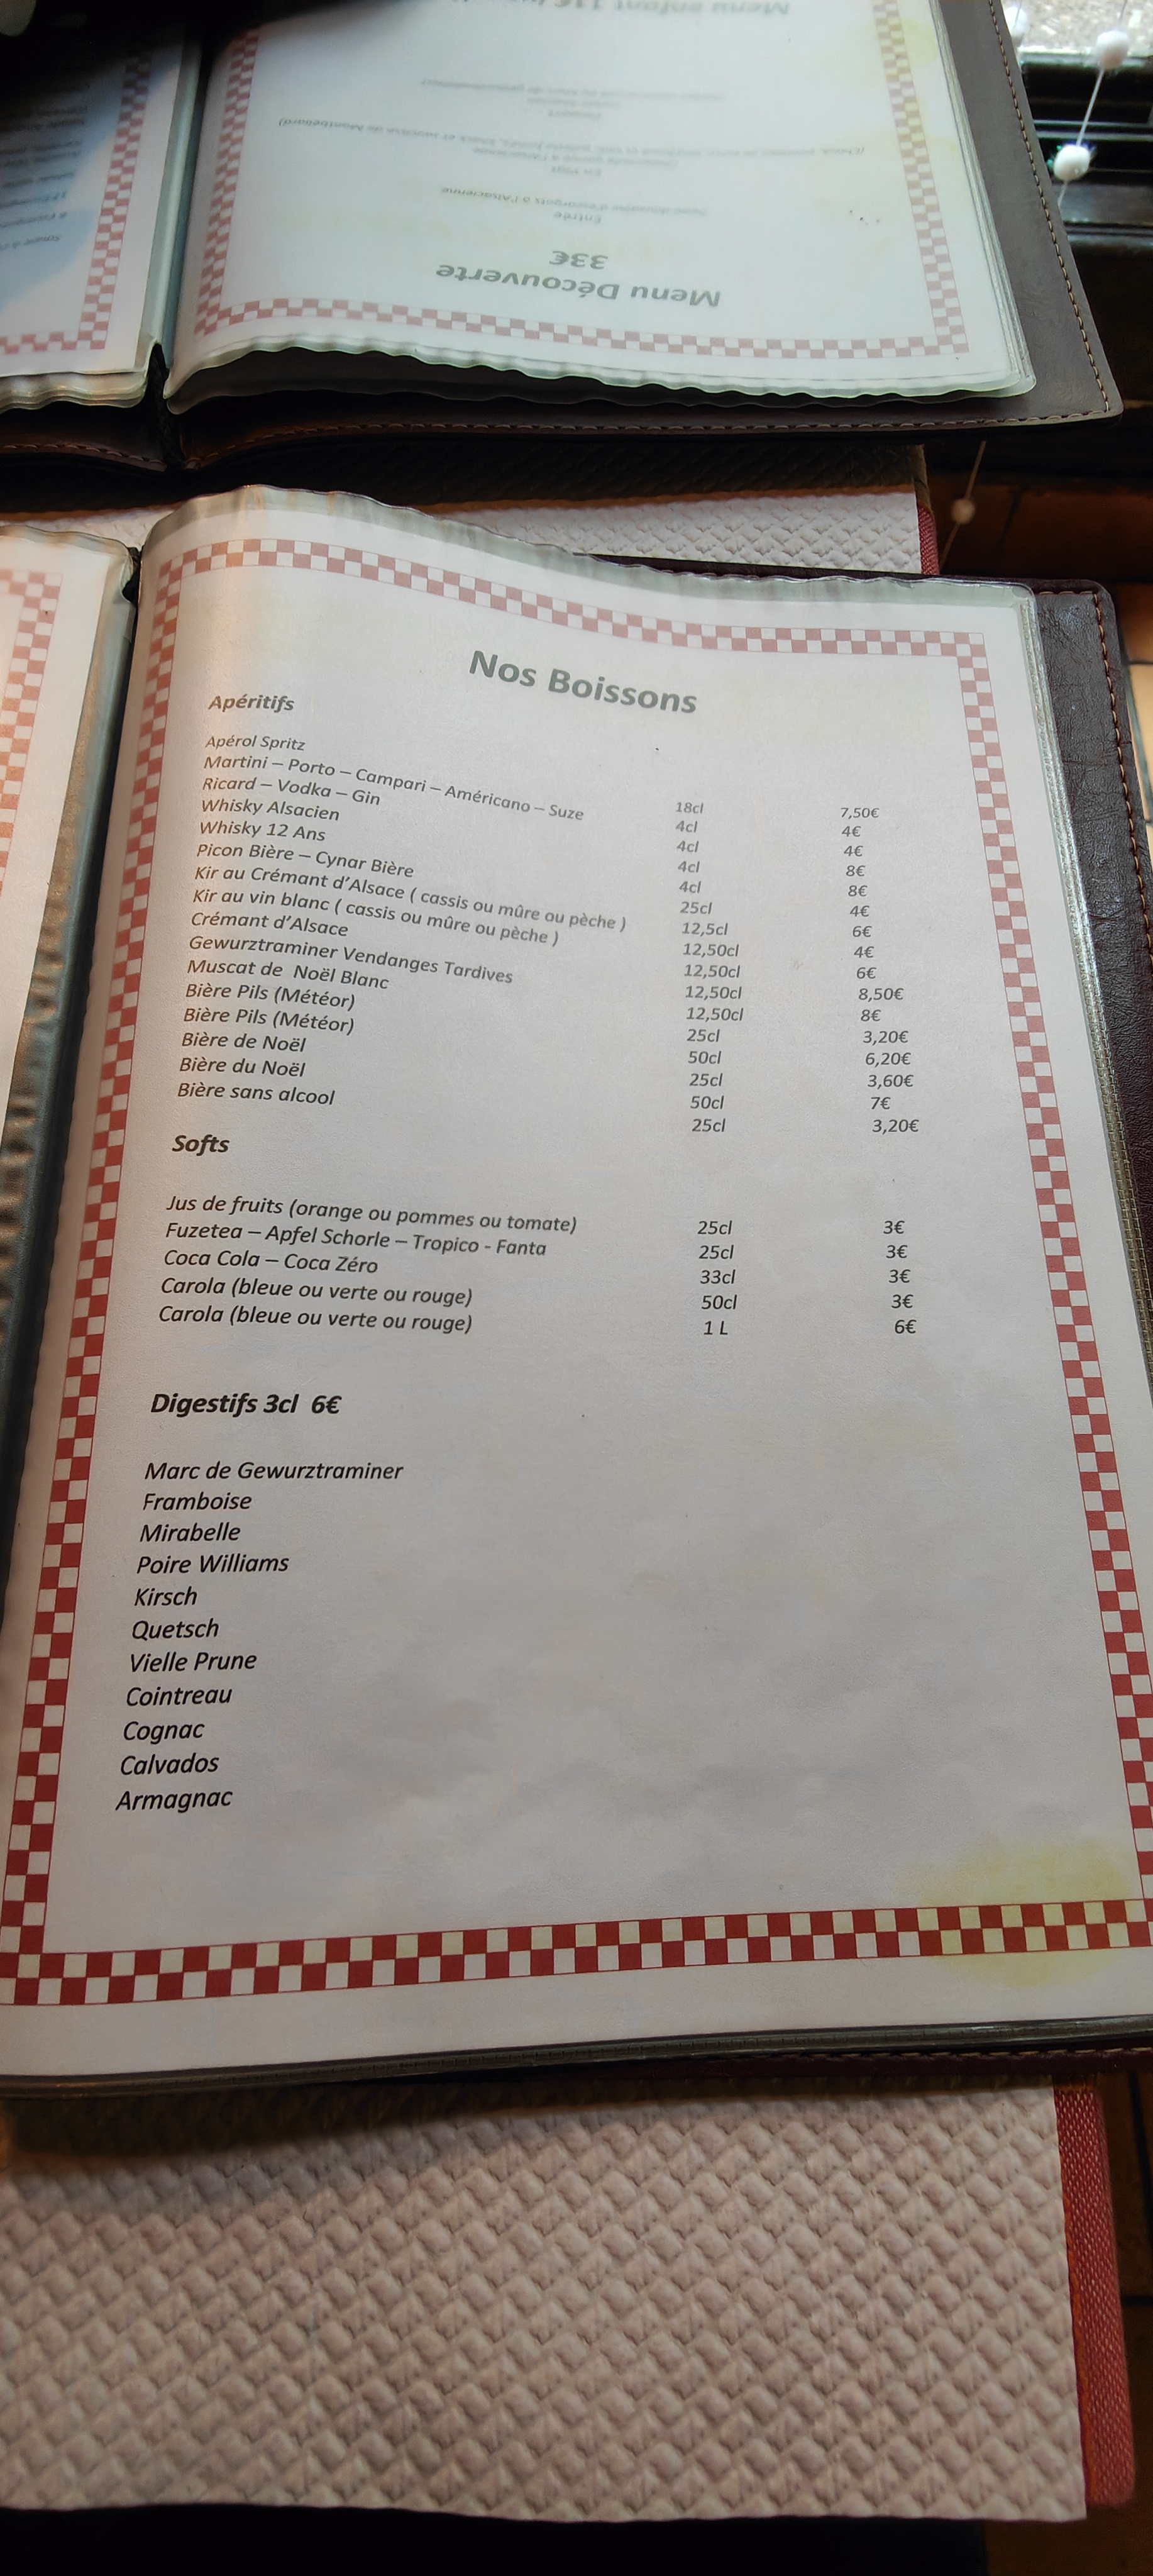 Menu enfant 11€
Menu Découverte
33€
Entrée
Nos Boissons
Apéritifs
Apérol Spritz 18cl 7,50€
Martini – Porto – Campari – Américano – Suze 4cl 4€
Ricard – Vodka – Gin 4cl 4€
Whisky Alsacien 4cl 8€
Whisky 12 Ans 4cl 8€
Picon Bière – Cynar Bière 25cl 4€
Kir au Crémant d'Alsace ( cassis ou mûre ou pèche ) 12,5cl 6€
Kir au vin blanc ( cassis ou mûre ou pèche ) 12,50cl 4€
Crémant d'Alsace 12,50cl 6€
Gewurztraminer Vendanges Tardives 12,50cl 8,50€
Muscat de Noël Blanc 12,50cl 8€
Bière Pils (Météor) 25cl 3,20€
Bière Pils (Météor) 50cl 6,20€
Bière de Noël 25cl 3,60€
Bière du Noël 50cl 7€
Bière sans alcool 25cl 3,20€
Softs
Jus de fruits (orange ou pommes ou tomate) 25cl 3€
Fuzetea – Apfel Schorle – Tropico - Fanta 25cl 3€
Coca Cola – Coca Zéro 33cl 3€
Carola (bleue ou verte ou rouge) 50cl 3€
Carola (bleue ou verte ou rouge) 1 L 6€
Digestifs 3cl 6€
Marc de Gewurztraminer
Framboise
Mirabelle
Poire Williams
Kirsch
Quetsch
Vielle Prune
Cointreau
Cognac
Calvados
Armagnac